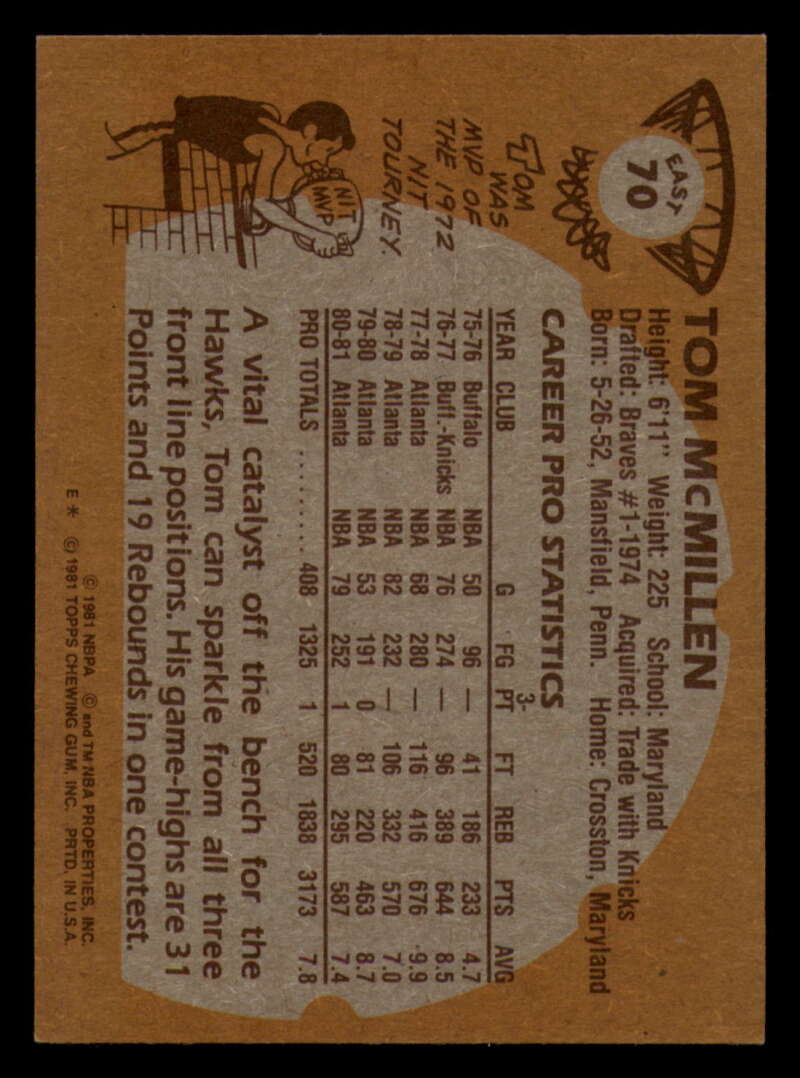 EAST
70
TOM McMILLEN
Height: 6'11" Weight: 225 School: Maryland
Drafted: Braves #1-1974 Acquired: Trade with Knicks
Born: 5-26-52, Mansfield, Penn. Home: Crosston, Maryland
TOM
WAS
MVP OF
THE 1972
NIT
TOURNEY.
NIT
MVP
CAREER PRO STATISTICS
YEAR CLUB G FG 3-PT FT REB PTS AVG
75-76 Buffalo NBA 50 96 — 41 186 233 4.7
76-77 Buff.-Knicks NBA 76 274 — 96 389 644 8.5
77-78 Atlanta NBA 68 280 — 116 416 676 9.9
78-79 Atlanta NBA 82 232 — 106 332 570 7.0
79-80 Atlanta NBA 53 191 0 81 220 463 8.7
80-81 Atlanta NBA 79 252 1 80 295 587 7.4
PRO TOTALS .......... 408 1325 1 520 1838 3173 7.8
A vital catalyst off the bench for the
Hawks, Tom can sparkle from all three
front line positions. His game-highs are 31
Points and 19 Rebounds in one contest.
© 1981 NBPA © and TM NBA PROPERTIES, INC.
E* © 1981 TOPPS CHEWING GUM, INC. PRTD. IN U.S.A.